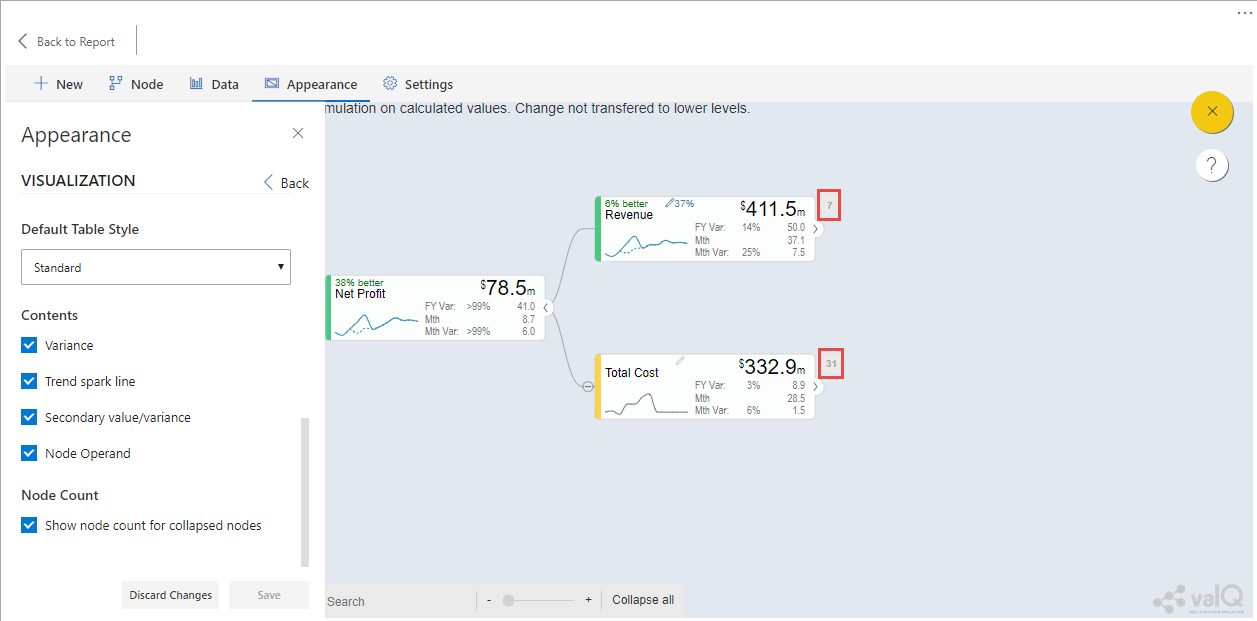 ...
Back to Report
New
Node
Data
Appearance
Settings
mulation on calculated values. Change not transfered to lower levels.
Appearance
VISUALIZATION
Back
Default Table Style
Standard
Contents
Variance
Trend spark line
Secondary value/variance
Node Operand
Node Count
Show node count for collapsed nodes
Discard Changes
Save
38% better
Net Profit
$78.5m
FY Var: >99% 41.0
Mth 8.7
Mth Var: >99% 6.0
6% better 37%
Revenue
$411.5m
FY Var: 14% 50.0
Mth 37.1
Mth Var: 25% 7.5
7
Total Cost
$332.9m
FY Var: 3% 8.9
Mth 28.5
Mth Var: 6% 1.5
31
?
Search
- +
Collapse all
valQ